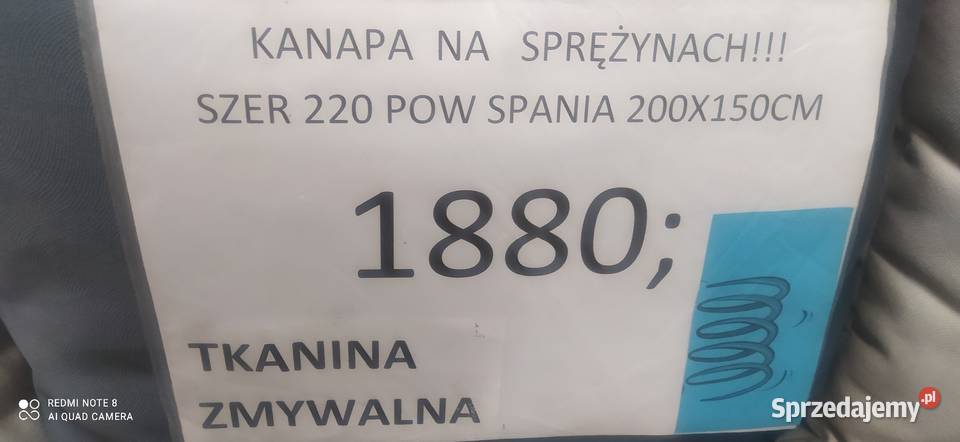 KANAPA NA SPRĘŻYNACH!!!
SZER 220 POW SPANIA 200X150CM
1880;
TKANINA
ZMYWALNA
REDMI NOTE 8
AI QUAD CAMERA
Sprzedajemy.pl